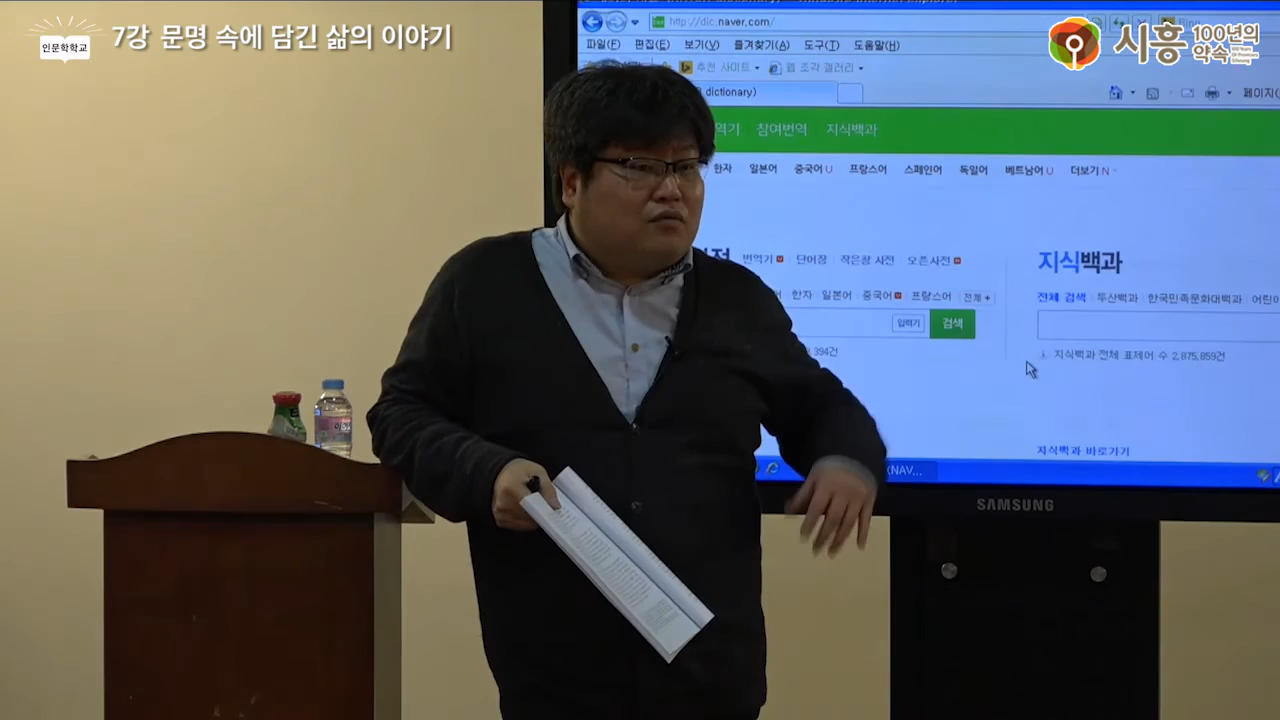 인문학학교
7강 문명 속에 담긴 삶의 이야기
시흥 100년의 약속
http://dic.naver.com/
파일(F) 편집(E) 보기(V) 즐겨찾기(A) 도구(T) 도움말(H)
추천 사이트 웹 조각 갤러리
dictionary)
페이지(
참여번역 지식백과
한자 일본어 중국어 U 프랑스어 스페인어 독일어 베트남어 U 더보기 N
번역기 단어장 작은창 사전 오픈사전
지식백과
한자 일본어 중국어 프랑스어 전체 +
전체 검색 두산백과 한국민족문화대백과
입력기 검색
394건
지식백과 전체 표제어 수 2,875,859건
지식백과 바로가기
NAV...
SAMSUNG